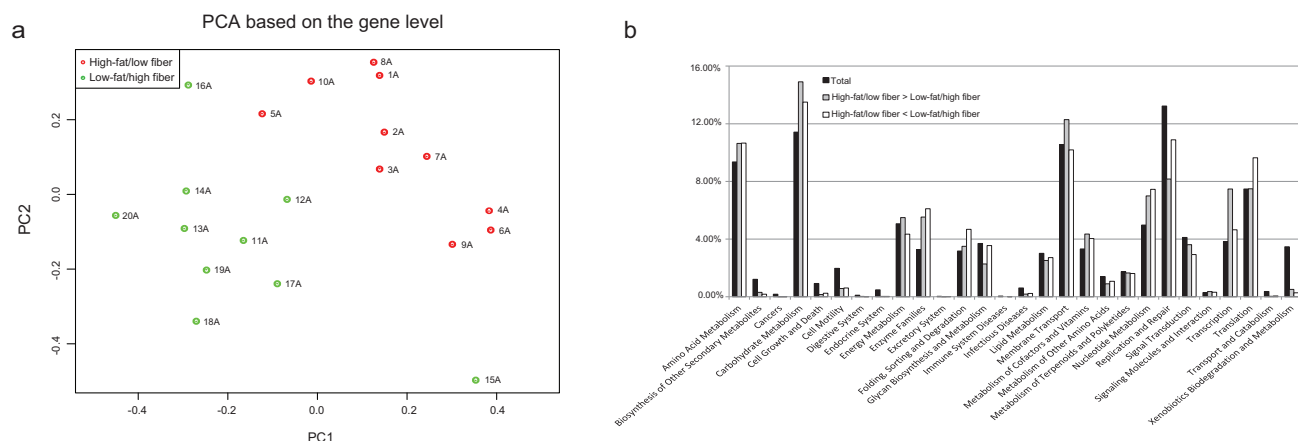 a
PCA based on the gene level
High-fat/low fiber
Low-fat/high fiber
8A
1A
10A
16A
5A
2A
7A
3A
14A
12A
4A
20A
13A
6A
11A
9A
19A
17A
18A
15A
0.2
0.0
-0.2
-0.4
PC2
-0.4
-0.2
0.0
0.2
0.4
PC1
b
16.00%
12.00%
8.00%
4.00%
0.00%
Total
High-fat/low fiber > Low-fat/high fiber
High-fat/low fiber < Low-fat/high fiber
Amino Acid Metabolism
Biosynthesis of Other Secondary Metabolites
Cancers
Carbohydrate Metabolism
Cell Growth and Death
Cell Motility
Digestive System
Endocrine System
Energy Metabolism
Enzyme Families
Excretory System
Folding, Sorting and Degradation
Glycan Biosynthesis and Metabolism
Immune System Diseases
Infectious Diseases
Lipid Metabolism
Membrane Transport
Metabolism of Cofactors and Vitamins
Metabolism of Other Amino Acids
Metabolism of Terpenoids and Polyketides
Nucleotide Metabolism
Replication and Repair
Signal Transduction
Signaling Molecules and Interaction
Transcription
Translation
Transport and Catabolism
Xenobiotics Biodegradation and Metabolism